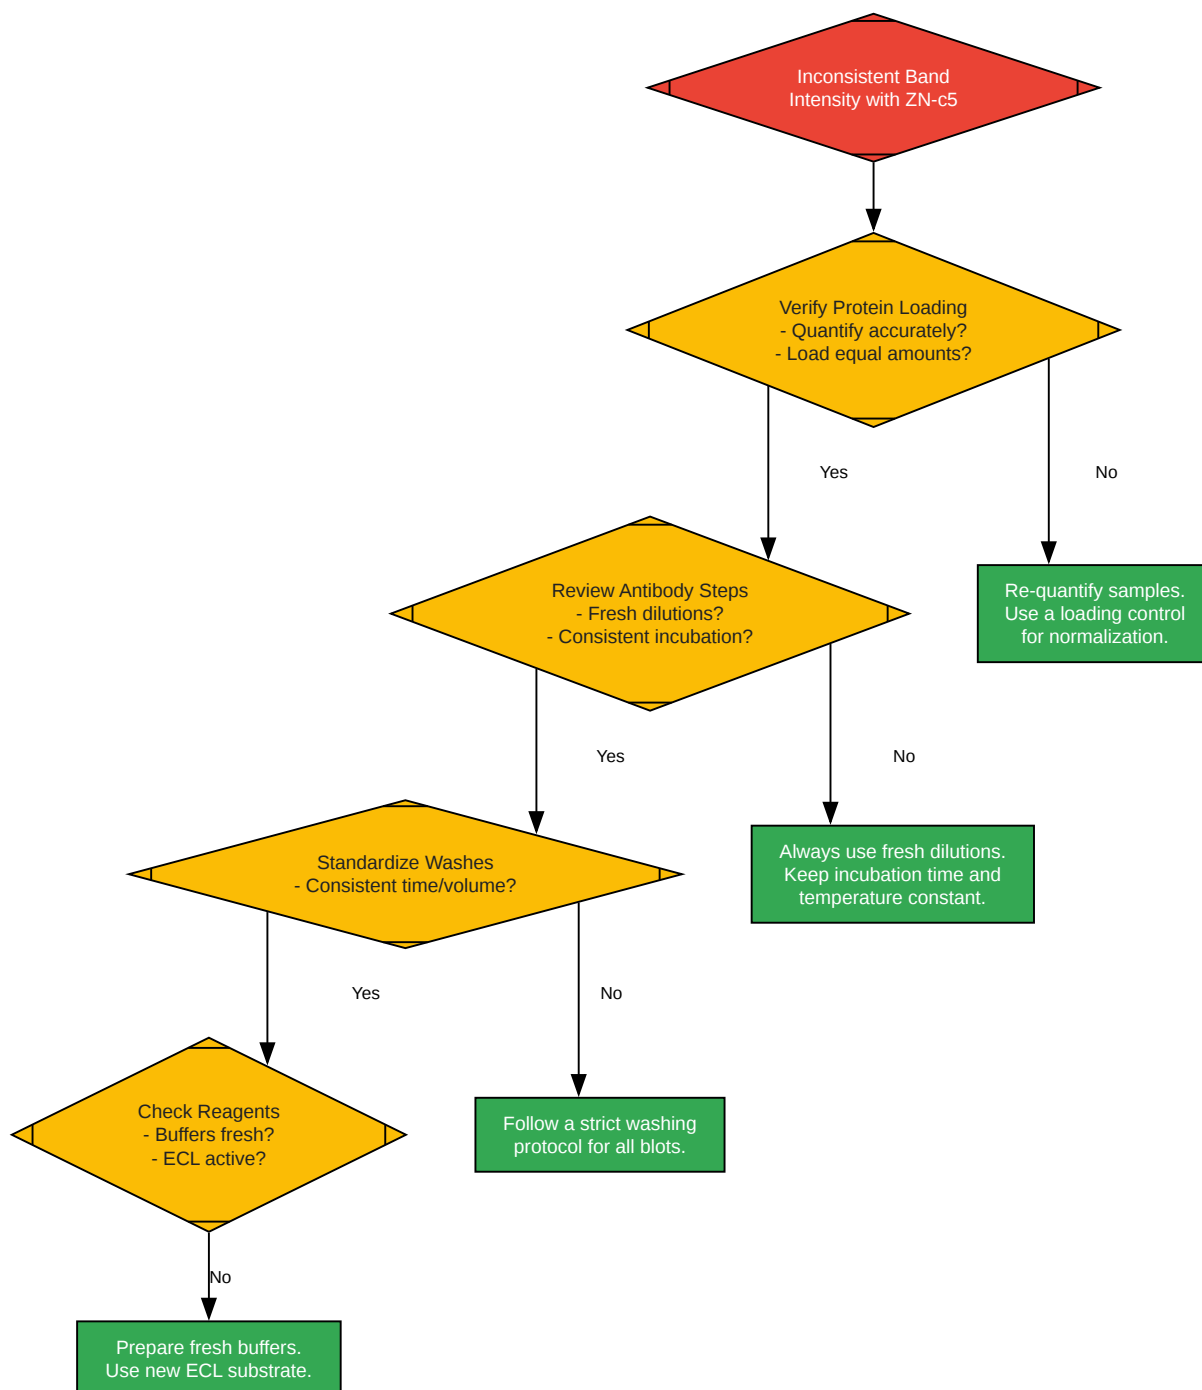 Inconsistent Band
Intensity with ZN-c5
Verify Protein Loading
- Quantify accurately?
- Load equal amounts?
Yes
No
Review Antibody Steps
- Fresh dilutions?
- Consistent incubation?
Re-quantify samples.
Use a loading control
for normalization.
Yes
No
Standardize Washes
- Consistent time/volume?
Always use fresh dilutions.
Keep incubation time and
temperature constant.
Yes
No
Check Reagents
- Buffers fresh?
- ECL active?
Follow a strict washing
protocol for all blots.
No
Prepare fresh buffers.
Use new ECL substrate.